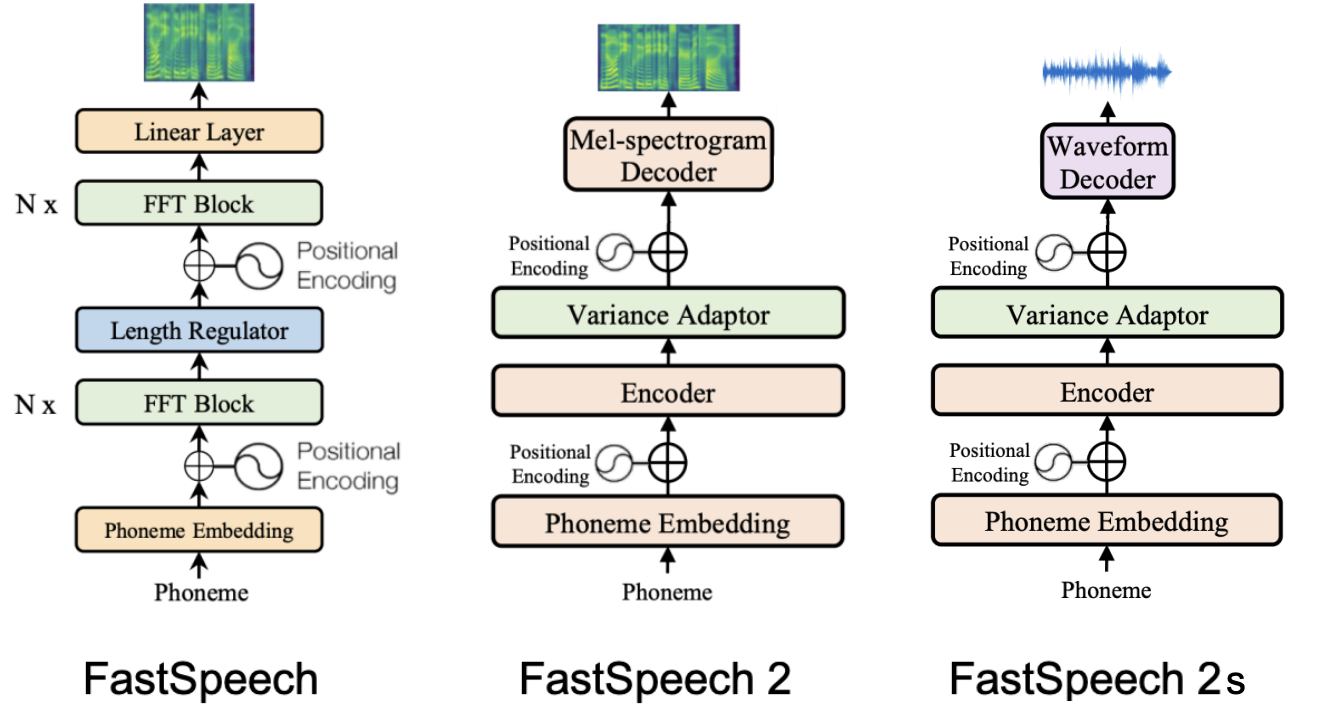 Linear Layer
N x
FFT Block
Positional
Encoding
Length Regulator
N x
FFT Block
Positional
Encoding
Phoneme Embedding
Phoneme
FastSpeech
Mel-spectrogram
Decoder
Positional
Encoding
Variance Adaptor
Encoder
Positional
Encoding
Phoneme Embedding
Phoneme
FastSpeech 2
Waveform
Decoder
Positional
Encoding
Variance Adaptor
Encoder
Positional
Encoding
Phoneme Embedding
Phoneme
FastSpeech 2s